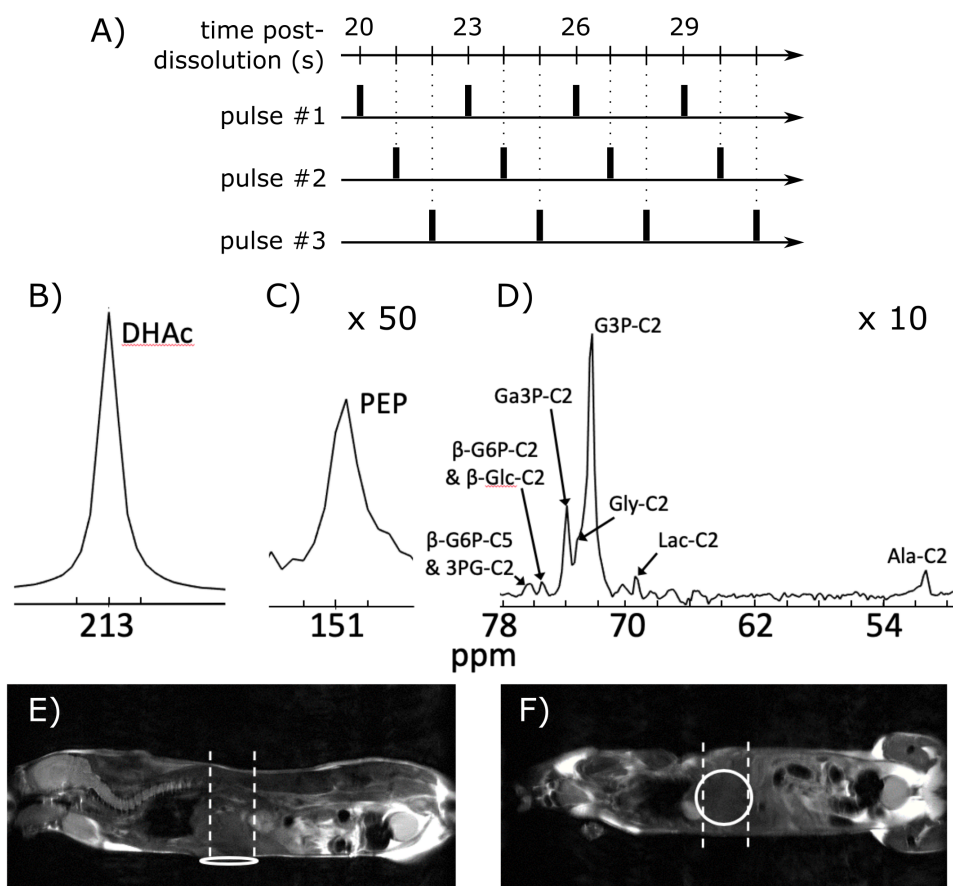 A)
time post-
dissolution (s)
20 23 26 29
pulse #1
pulse #2
pulse #3
B)
DHAc
213
C)
x 50
PEP
151
D)
x 10
G3P-C2
Ga3P-C2
β-G6P-C2
& β-Glc-C2
Gly-C2
β-G6P-C5
& 3PG-C2
Lac-C2
Ala-C2
78 70 62 54
ppm
E)
F)